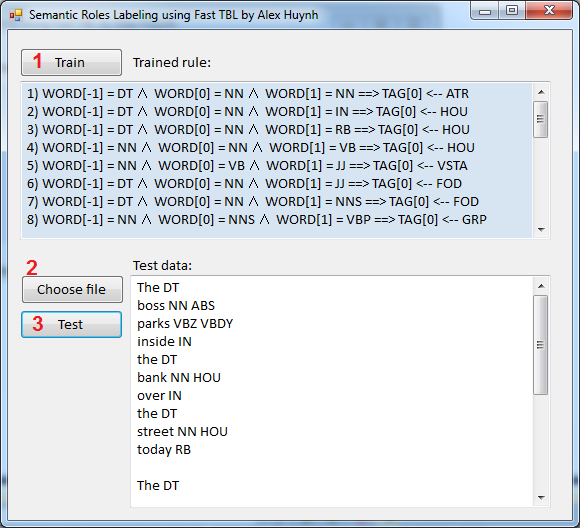 Semantic Roles Labeling using Fast TBL by Alex Huynh
1 Train Trained rule:
1) WORD[-1] = DT ∧ WORD[0] = NN ∧ WORD[1] = NN ==> TAG[0] <-- ATR
2) WORD[-1] = DT ∧ WORD[0] = NN ∧ WORD[1] = IN ==> TAG[0] <-- HOU
3) WORD[-1] = DT ∧ WORD[0] = NN ∧ WORD[1] = RB ==> TAG[0] <-- HOU
4) WORD[-1] = NN ∧ WORD[0] = NN ∧ WORD[1] = VB ==> TAG[0] <-- HOU
5) WORD[-1] = NN ∧ WORD[0] = VB ∧ WORD[1] = JJ ==> TAG[0] <-- VSTA
6) WORD[-1] = DT ∧ WORD[0] = NN ∧ WORD[1] = JJ ==> TAG[0] <-- FOD
7) WORD[-1] = DT ∧ WORD[0] = NN ∧ WORD[1] = NNS ==> TAG[0] <-- FOD
8) WORD[-1] = NN ∧ WORD[0] = NNS ∧ WORD[1] = VBP ==> TAG[0] <-- GRP
2 Test data:
Choose file
3 Test
The DT
boss NN ABS
parks VBZ VBDY
inside IN
the DT
bank NN HOU
over IN
the DT
street NN HOU
today RB
The DT